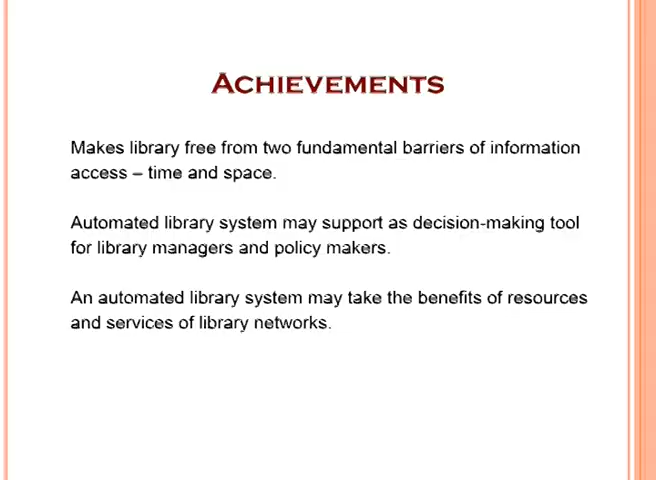 ACHIEVEMENTS
Makes library free from two fundamental barriers of information
access – time and space.
Automated library system may support as decision-making tool
for library managers and policy makers.
An automated library system may take the benefits of resources
and services of library networks.